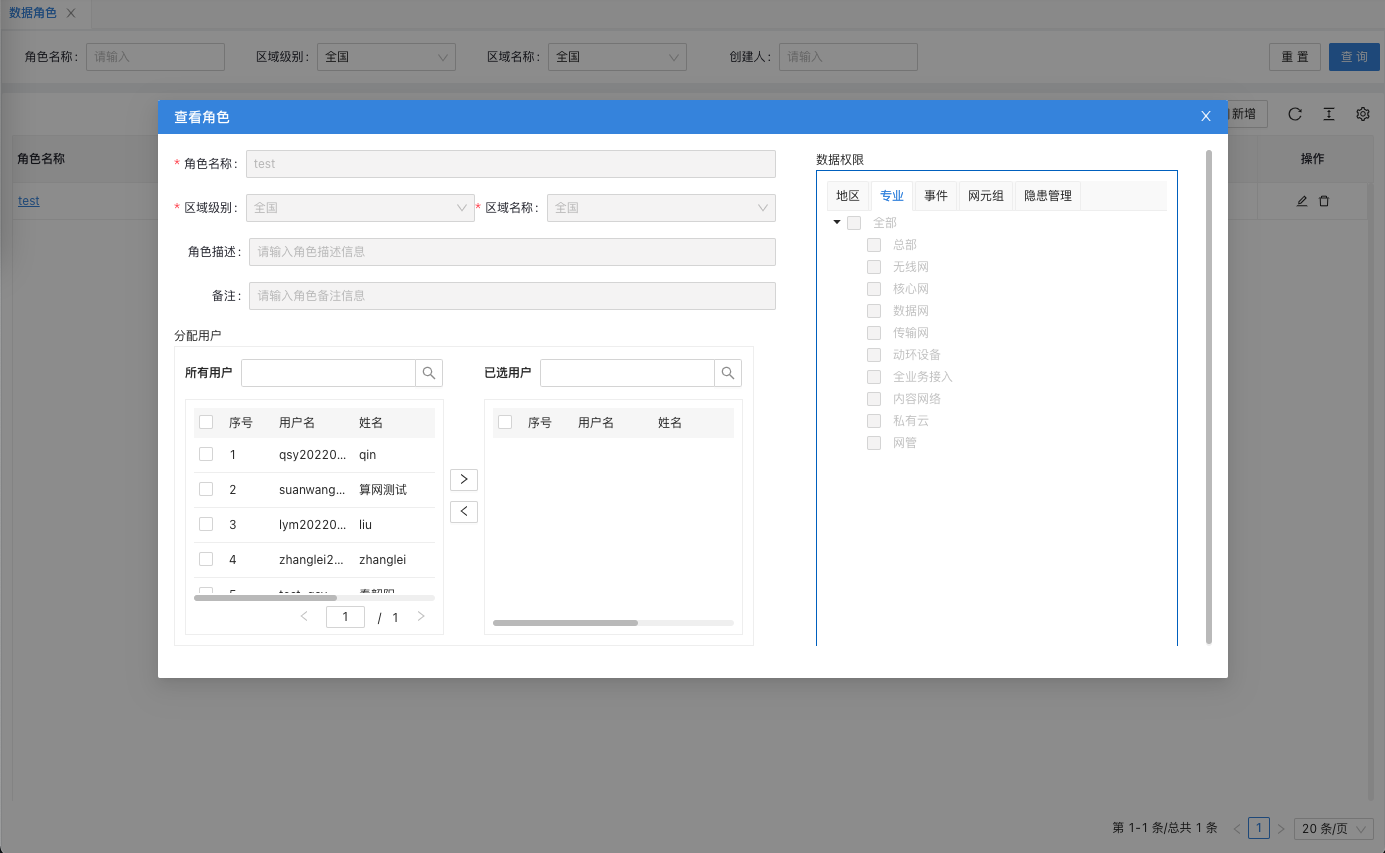 数据角色
角色名称: 请输入 区域级别: 全国 区域名称: 全国 创建人: 请输入 重 置 查 询
新增
角色名称 操作
test
查看角色
* 角色名称: test
* 区域级别: 全国 * 区域名称: 全国
角色描述: 请输入角色描述信息
备注: 请输入角色备注信息
分配用户
所有用户
序号 用户名 姓名
1 qsy20220... qin
2 suanwang... 算网测试
3 lym20220... liu
4 zhanglei2... zhanglei
1 / 1
已选用户
序号 用户名 姓名
数据权限
地区 专业 事件 网元组 隐患管理
全部
总部
无线网
核心网
数据网
传输网
动环设备
全业务接入
内容网络
私有云
网管
第 1-1 条/总共 1 条 1 20 条/页